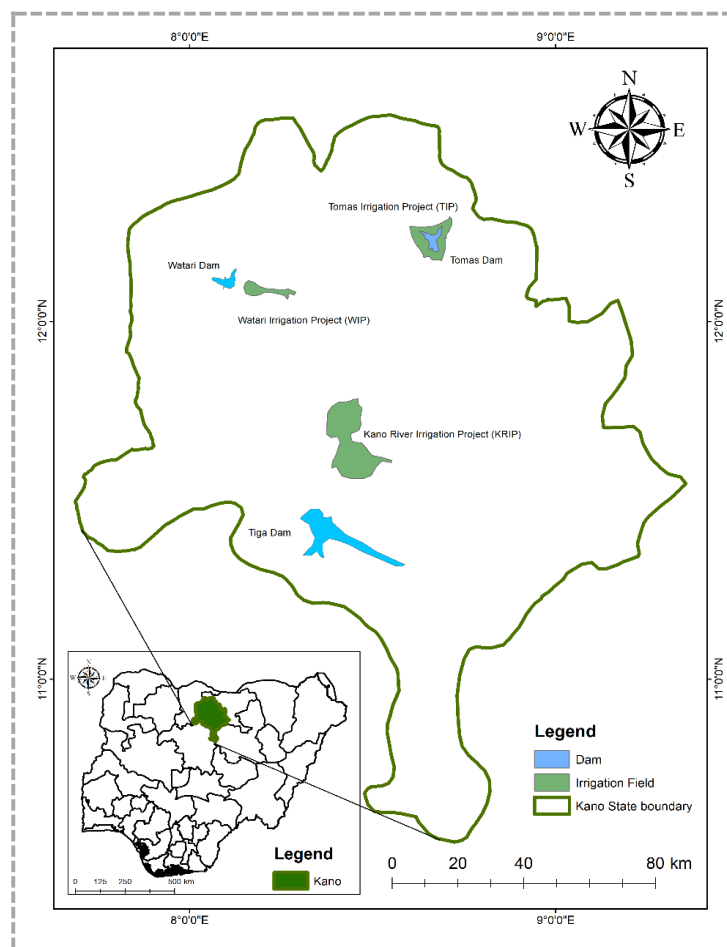 8°0'0"E
9°0'0"E
N
W
E
S
Tomas Irrigation Project (TIP)
Tomas Dam
Watari Dam
Watari Irrigation Project (WIP)
12°0'0"N
12°0'0"N
Kano River Irrigation Project (KRIP)
Tiga Dam
11°0'0"N
11°0'0"N
N
W
E
S
Legend
Kano
0 125 250 500 km
Legend
Dam
Irrigation Field
Kano State boundary
0 20 40 60 80 km
8°0'0"E
9°0'0"E